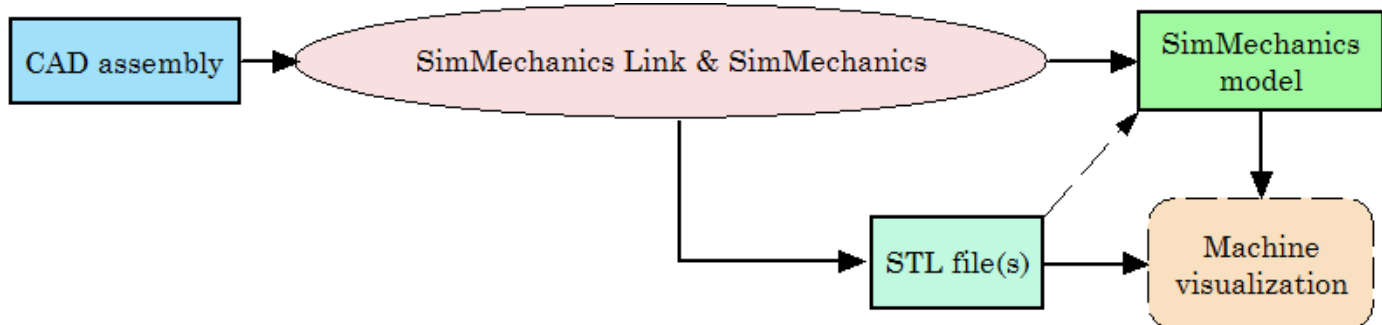 CAD assembly
SimMechanics Link & SimMechanics
SimMechanics
model
STL file(s)
Machine
visualization